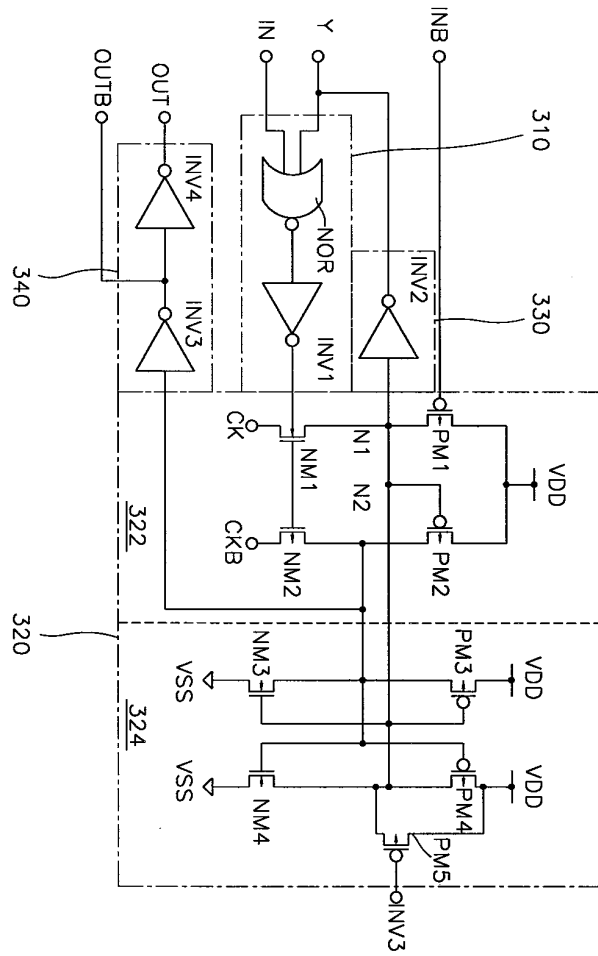 INB
Y
IN
OUT
OUTB
310
NOR
INV1
INV2
330
INV4
INV3
340
VDD
PM1
PM2
N1
N2
NM1
NM2
CK
CKB
322
320
VDD
PM3
NM3
VSS
VDD
PM4
NM4
VSS
PM5
INV3
324